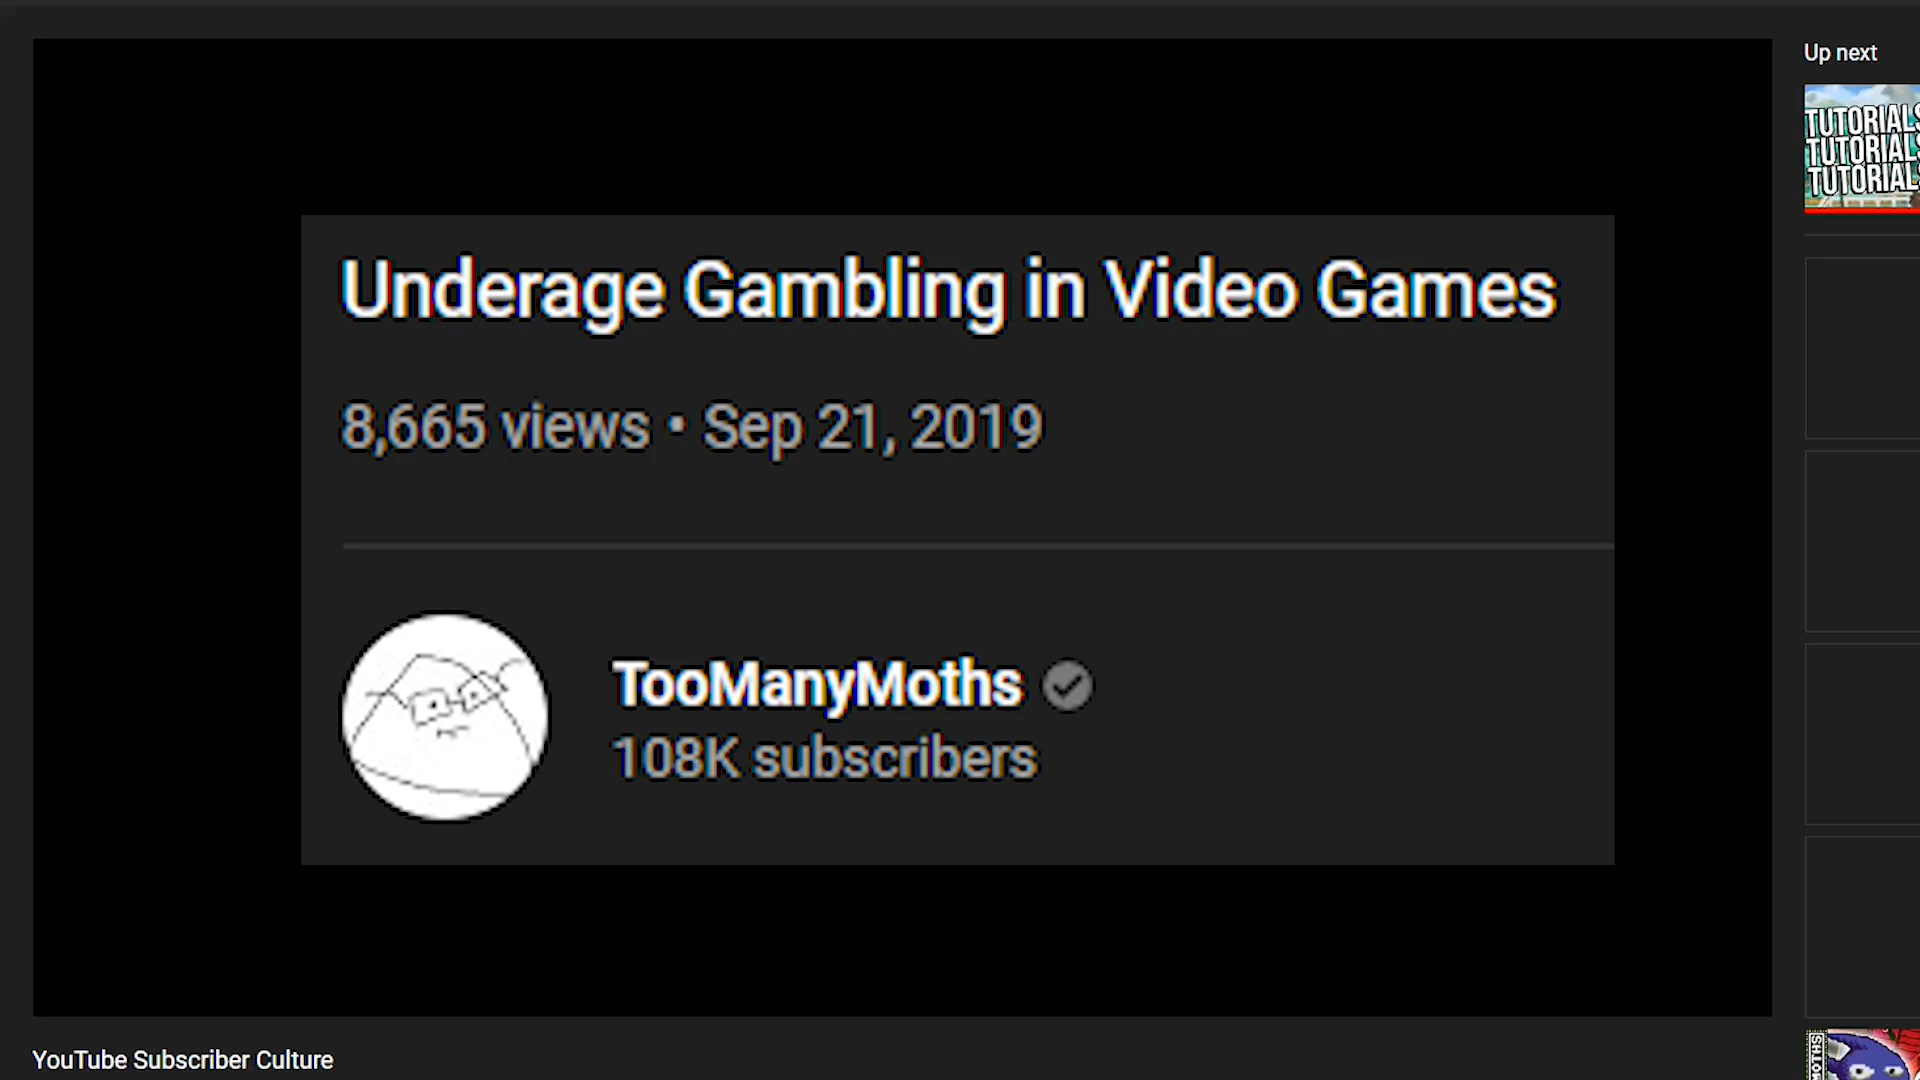 Up next
TUTORIALS
TUTORIALS
TUTORIALS
Underage Gambling in Video Games
8,665 views • Sep 21, 2019
TooManyMoths
108K subscribers
YouTube Subscriber Culture
MOTHS